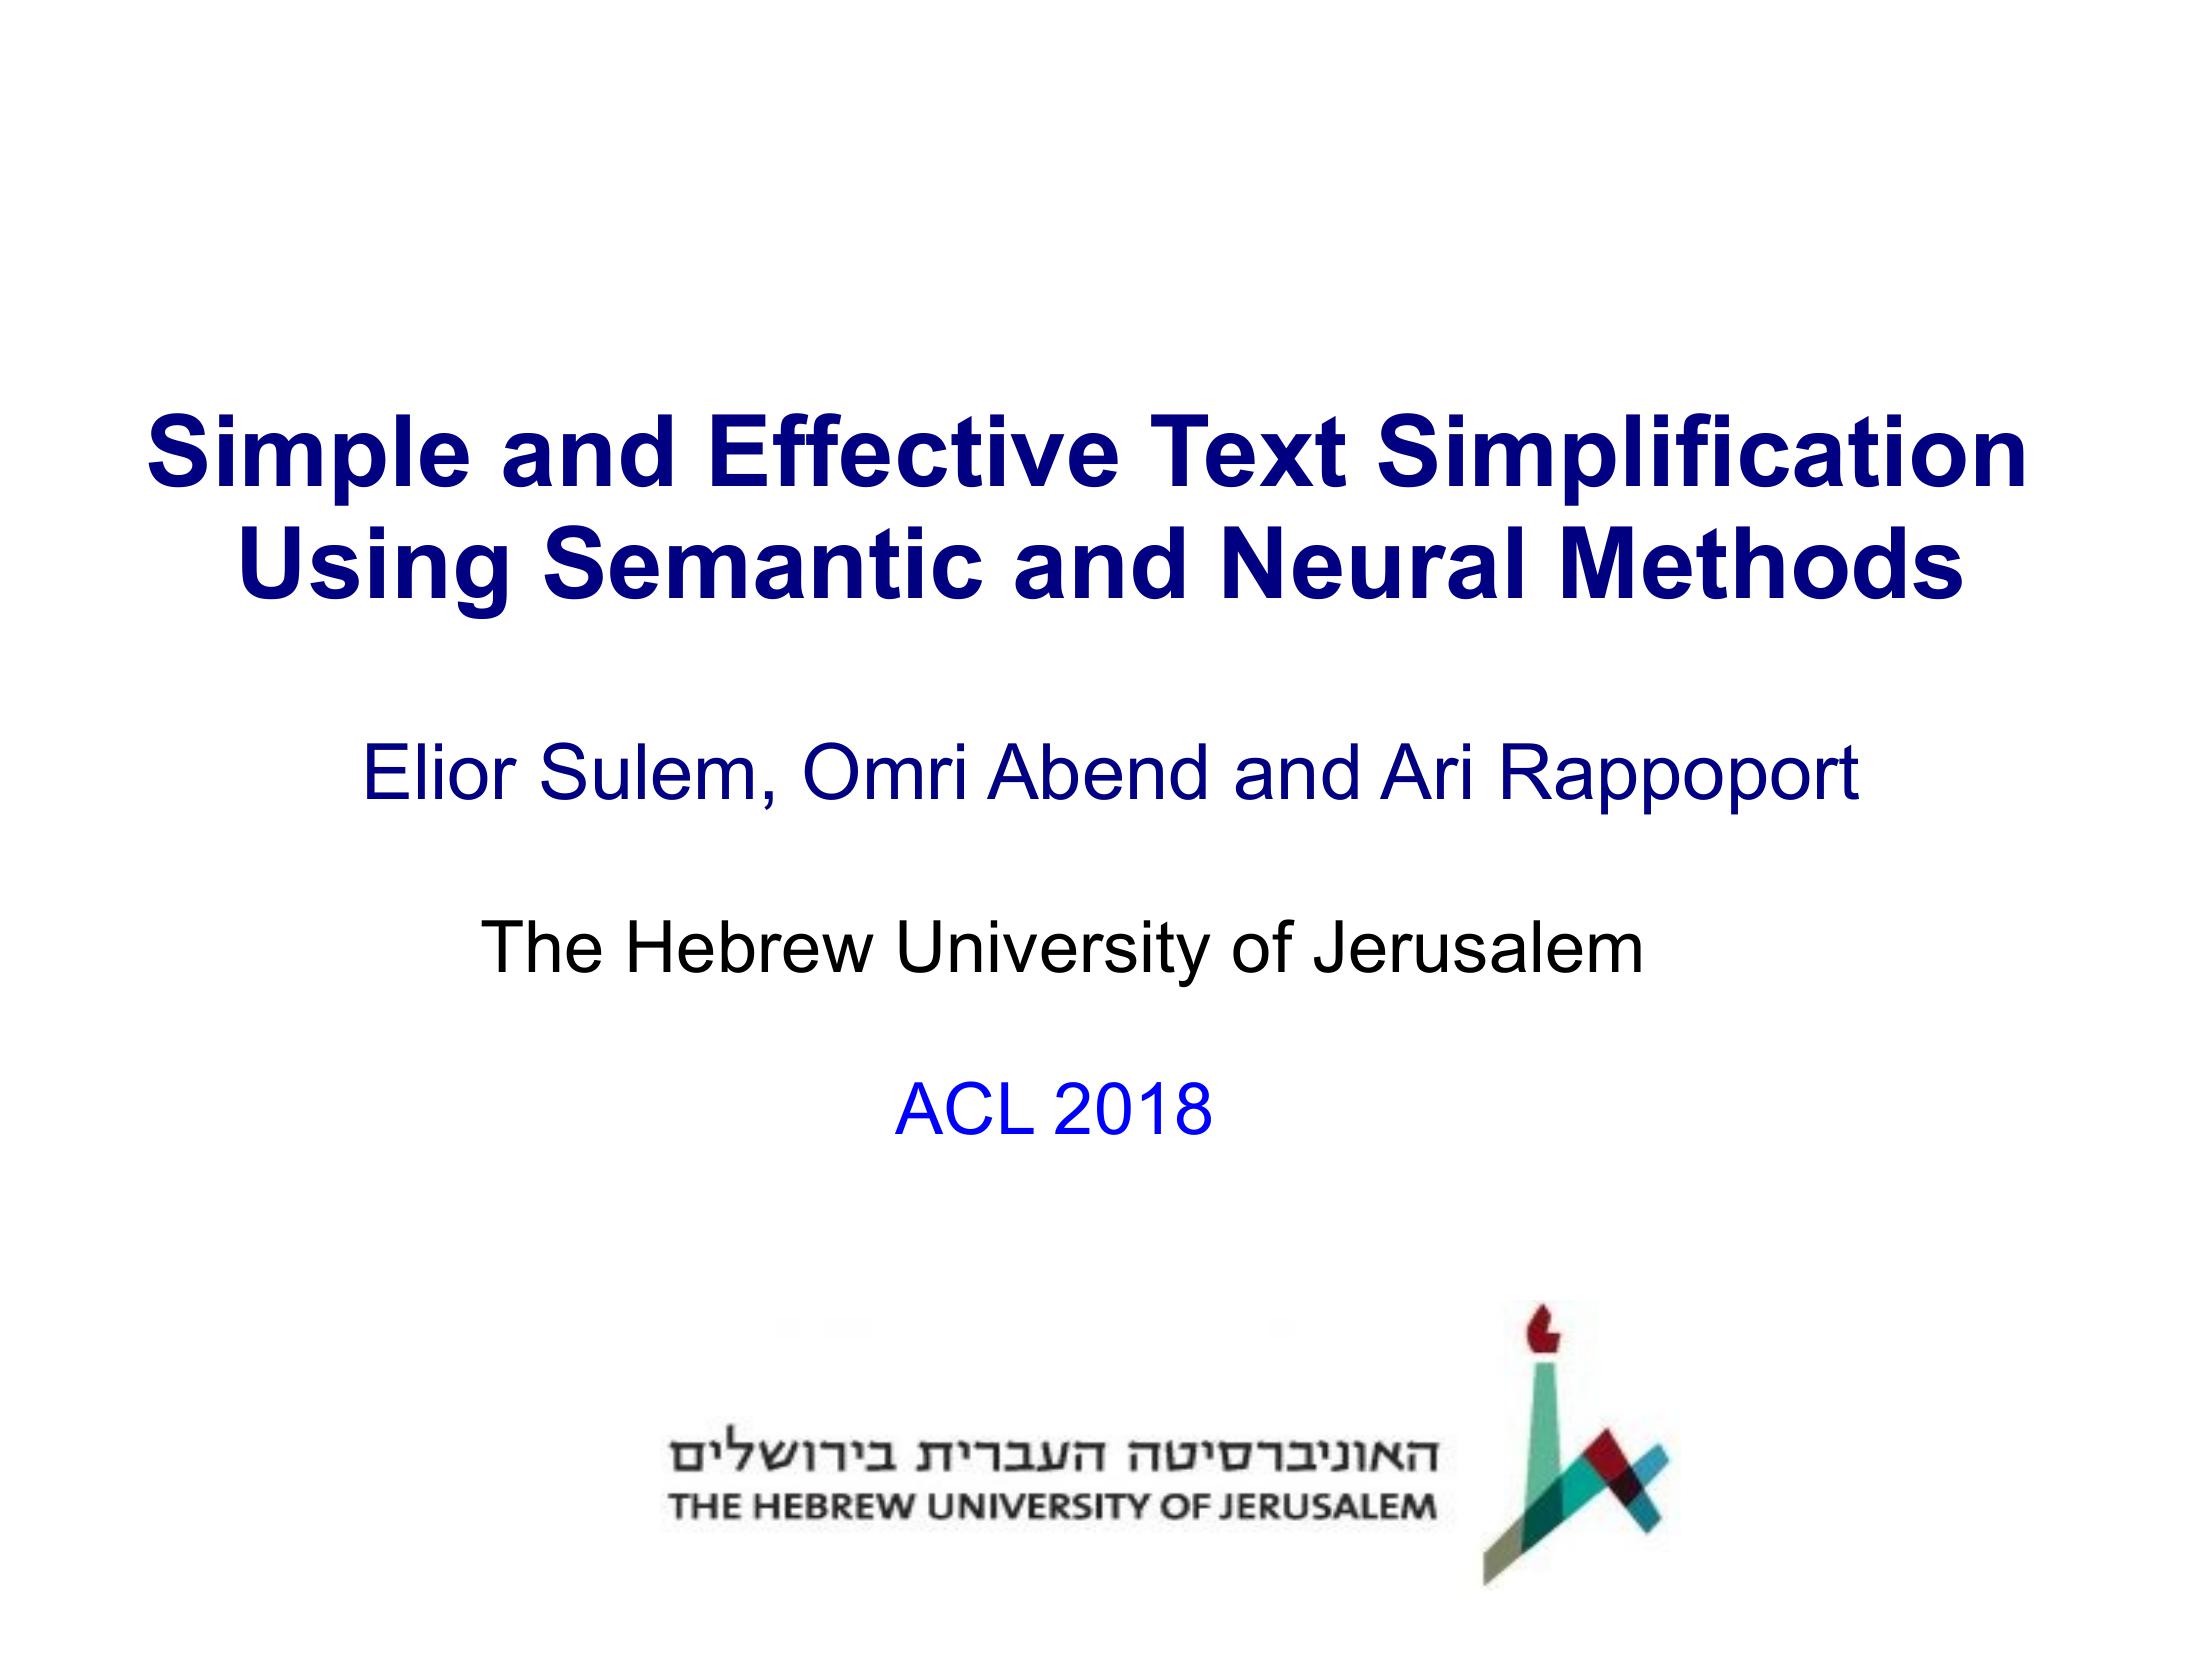 Simple and Effective Text Simplification
Using Semantic and Neural Methods
Elior Sulem, Omri Abend and Ari Rappoport
The Hebrew University of Jerusalem
ACL 2018
האוניברסיטה העברית בירושלים
THE HEBREW UNIVERSITY OF JERUSALEM